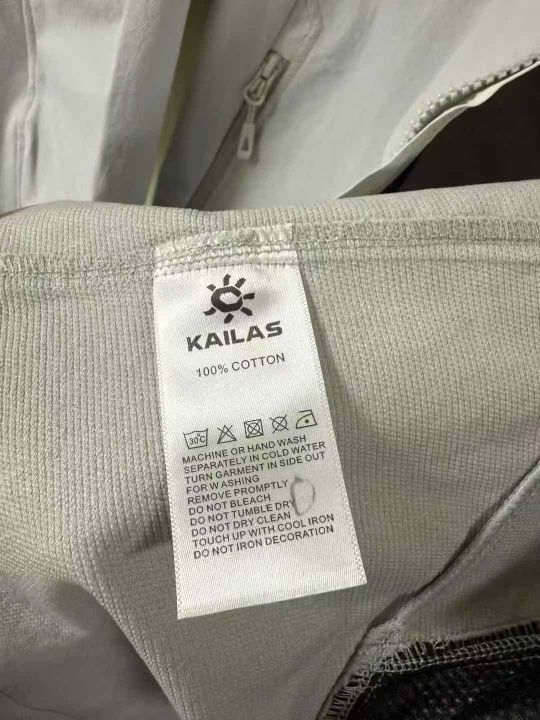 KAILAS
100% COTTON
30°C
MACHINE OR HAND WASH
SEPARATELY IN COLD WATER
TURN GARMENT IN SIDE OUT
FOR WASHING
REMOVE PROMPTLY
DO NOT BLEACH
DO NOT TUMBLE DRY
DO NOT DRY CLEAN
TOUCH UP WITH COOL IRON
DO NOT IRON DECORATION